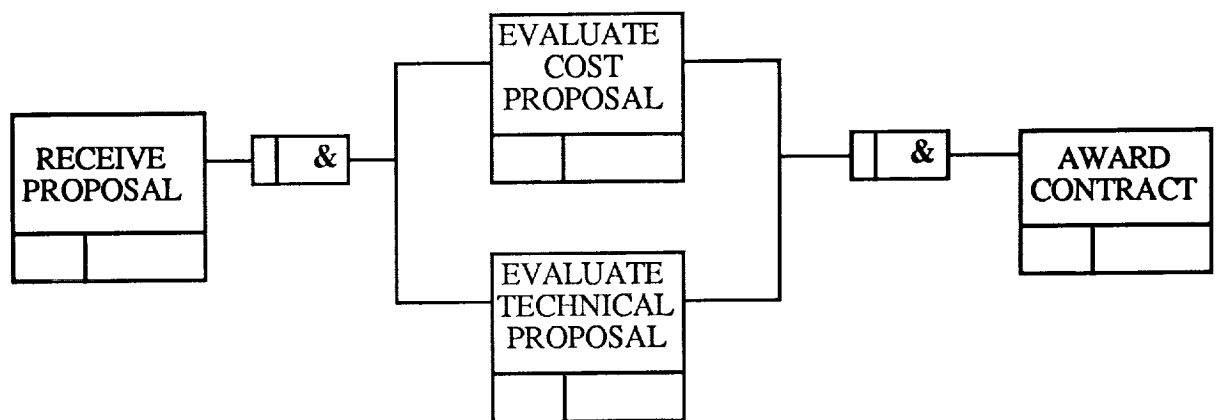 RECEIVE
PROPOSAL
&
EVALUATE
COST
PROPOSAL
EVALUATE
TECHNICAL
PROPOSAL
&
AWARD
CONTRACT